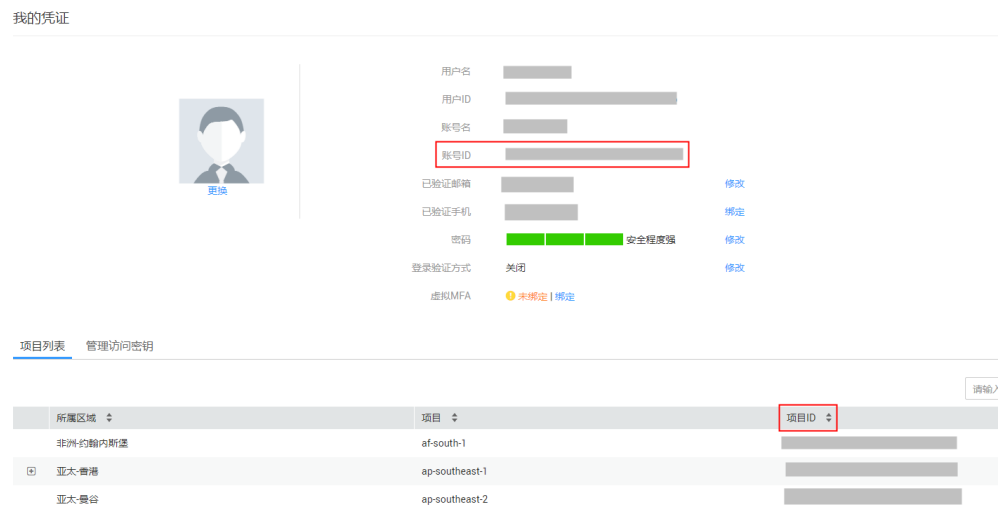 我的凭证
用户名
用户ID
账号名
账号ID
更换
已验证邮箱 修改
已验证手机 绑定
密码 安全程度强 修改
登录验证方式 关闭 修改
虚拟MFA ! 未绑定 | 绑定
项目列表 管理访问密钥
请输入
所属区域 项目 项目ID
非洲-约翰内斯堡 af-south-1
亚太-香港 ap-southeast-1
亚太-曼谷 ap-southeast-2